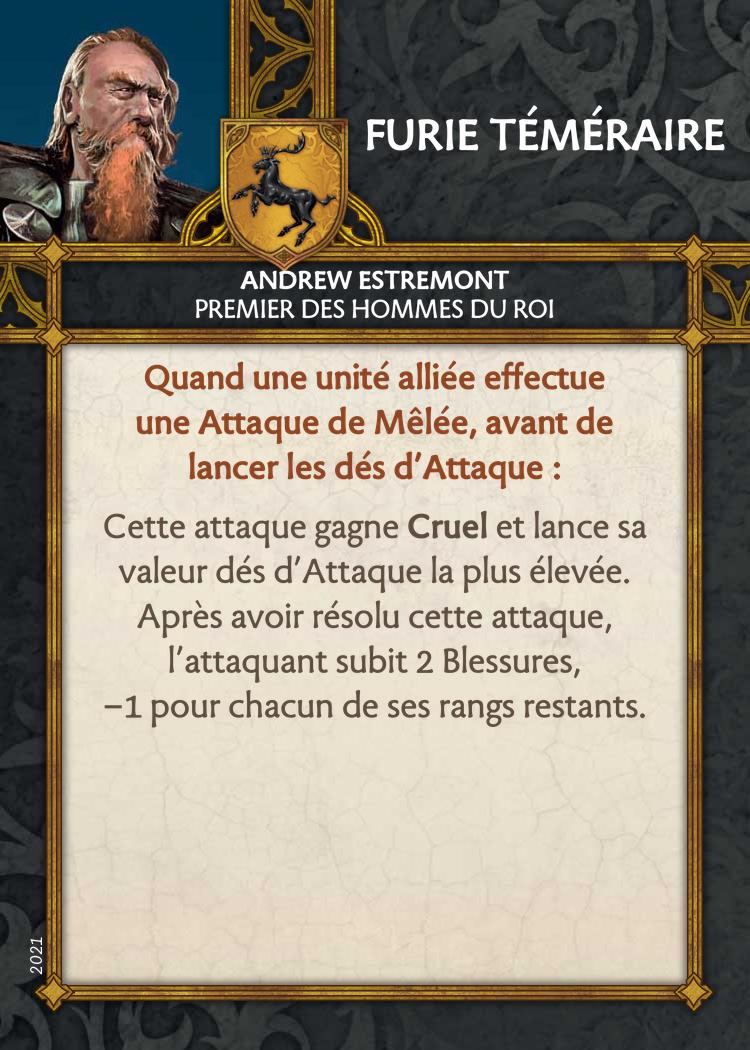 FURIE TÉMÉRAIRE
ANDREW ESTREMONT
PREMIER DES HOMMES DU ROI
Quand une unité alliée effectue
une Attaque de Mêlée, avant de
lancer les dés d'Attaque :
Cette attaque gagne Cruel et lance sa
valeur dés d'Attaque la plus élevée.
Après avoir résolu cette attaque,
l'attaquant subit 2 Blessures,
–1 pour chacun de ses rangs restants.
2021